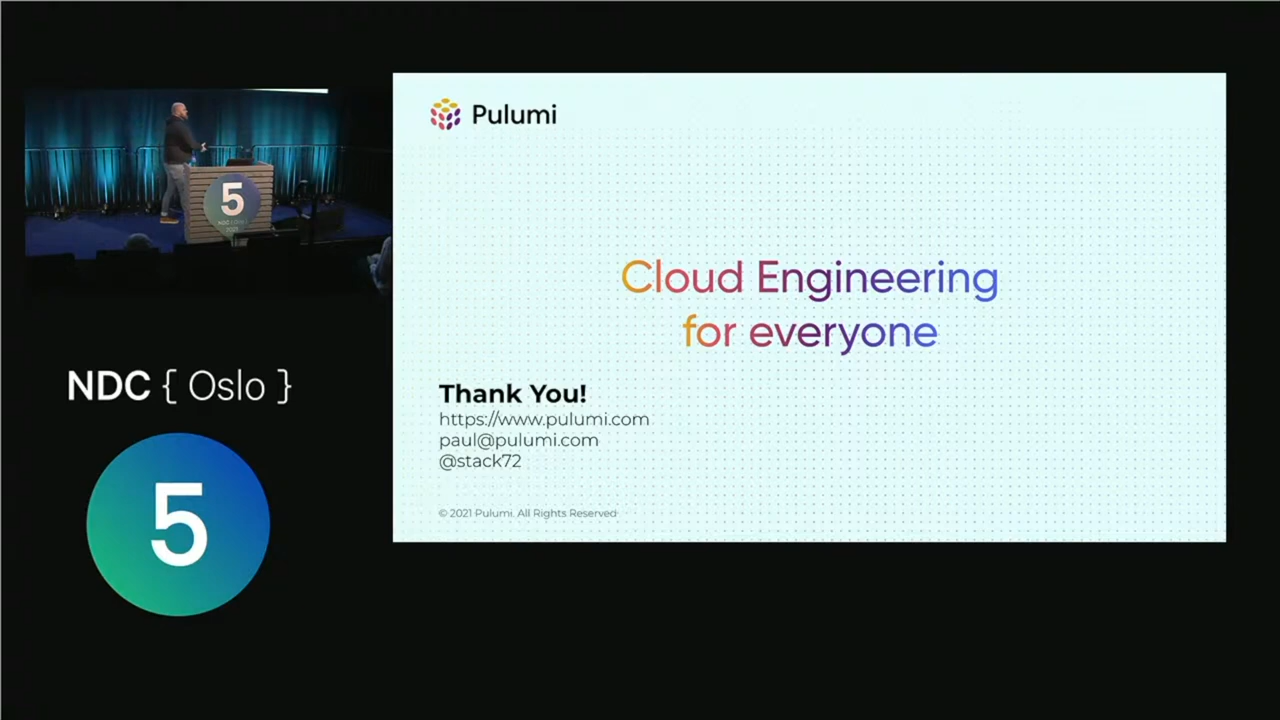 Pulumi
Cloud Engineering
for everyone
Thank You!
https://www.pulumi.com
paul@pulumi.com
@stack72
© 2021 Pulumi. All Rights Reserved
5
NDC { Oslo }
5